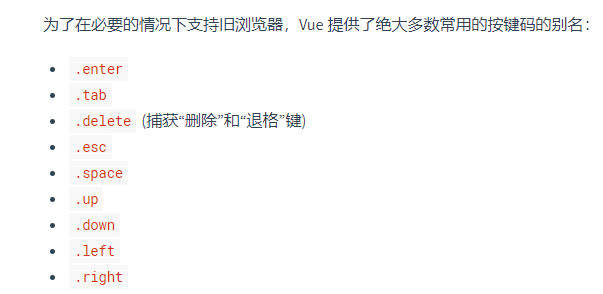 为了在必要的情况下支持旧浏览器，Vue 提供了绝大多数常用的按键码的别名：
.enter
.tab
.delete (捕获“删除”和“退格”键)
.esc
.space
.up
.down
.left
.right